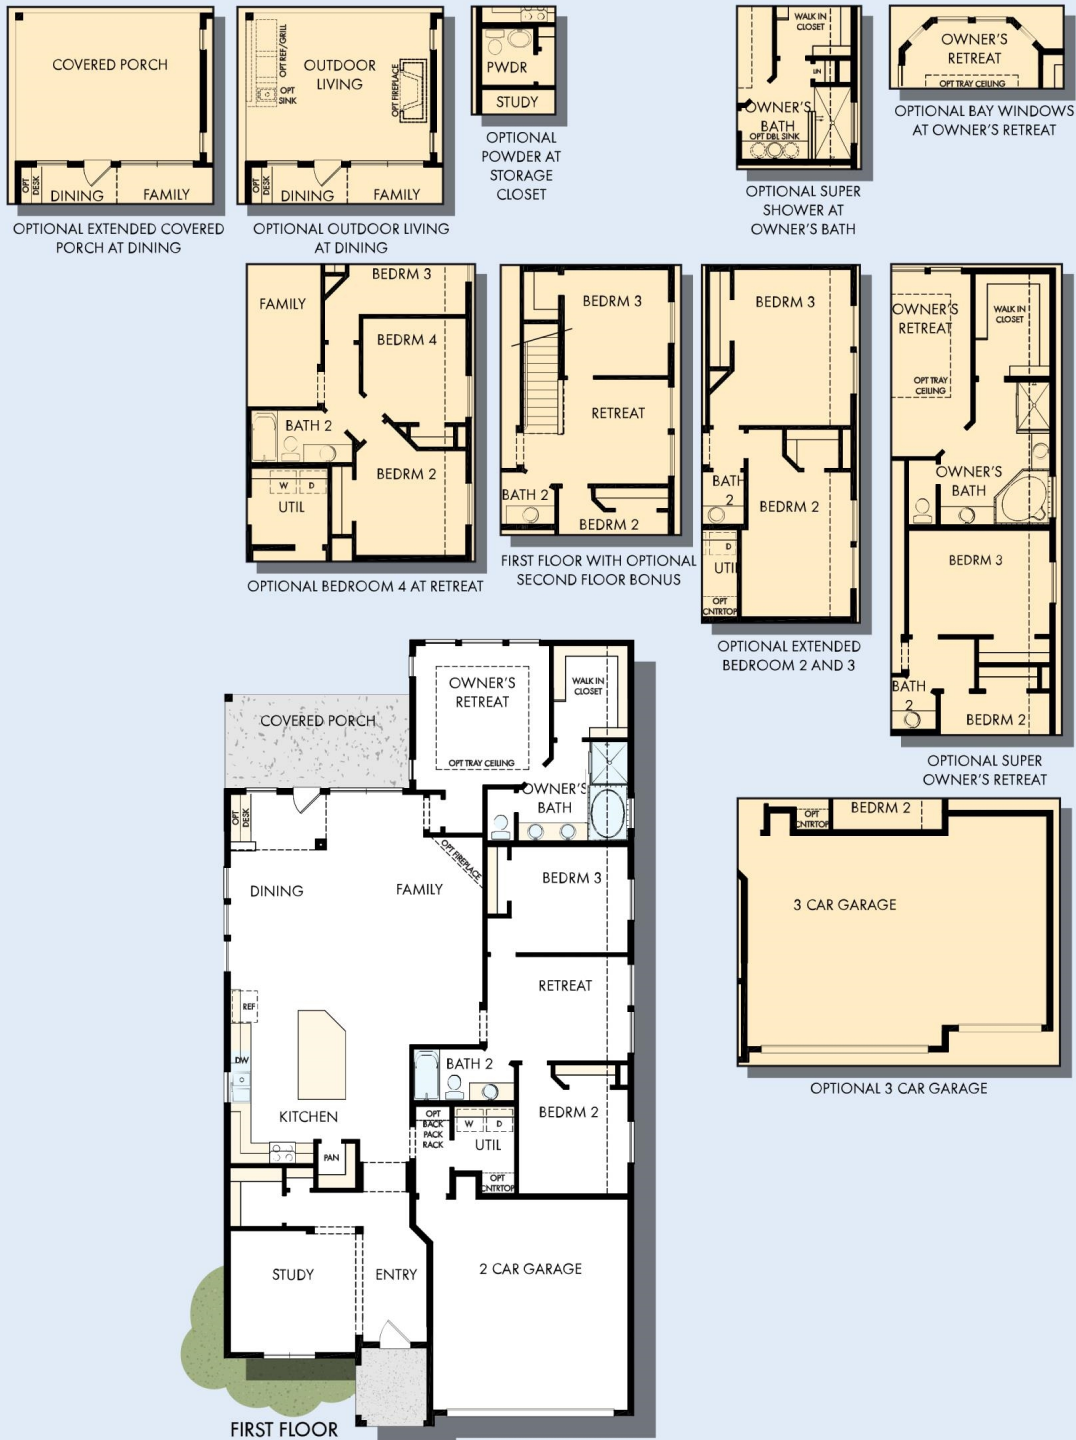 COVERED PORCH
OPT
DESK
DINING
FAMILY
OPTIONAL EXTENDED COVERED
PORCH AT DINING
OPT REF/GRILL
OPT
SINK
OUTDOOR
LIVING
OPT FIREPLACE
OPT
DESK
DINING
FAMILY
OPTIONAL OUTDOOR LIVING
AT DINING
PWDR
STUDY
OPTIONAL
POWDER AT
STORAGE
CLOSET
WALK IN
CLOSET
LIN
OWNER'S
BATH
OPT DBL SINK
OPTIONAL SUPER
SHOWER AT
OWNER'S BATH
OWNER'S
RETREAT
OPT TRAY CEILING
OPTIONAL BAY WINDOWS
AT OWNER'S RETREAT
BEDRM 3
FAMILY
BEDRM 4
BATH 2
BEDRM 2
W D
UTIL
OPTIONAL BEDROOM 4 AT RETREAT
BEDRM 3
RETREAT
BATH 2
BEDRM 2
FIRST FLOOR WITH OPTIONAL
SECOND FLOOR BONUS
BEDRM 3
BATH
2
BEDRM 2
D
UTI
OPT
CNTRTOP
OPTIONAL EXTENDED
BEDROOM 2 AND 3
OWNER'S
RETREAT
WALK IN
CLOSET
OPT TRAY
CEILING
OWNER'S
BATH
BEDRM 3
BATH
2
BEDRM 2
OPTIONAL SUPER
OWNER'S RETREAT
OPT
CNTRTOP
BEDRM 2
3 CAR GARAGE
OPTIONAL 3 CAR GARAGE
OWNER'S
RETREAT
WALK IN
CLOSET
COVERED PORCH
OPT TRAY CEILING
OWNER'S
BATH
OPT
DESK
OPT FIREPLACE
DINING
FAMILY
BEDRM 3
RETREAT
REF
DW
BATH 2
KITCHEN
OPT
BACK
PACK
RACK
W D
UTIL
BEDRM 2
PAN
OPT
CNTRTOP
STUDY
ENTRY
2 CAR GARAGE
FIRST FLOOR